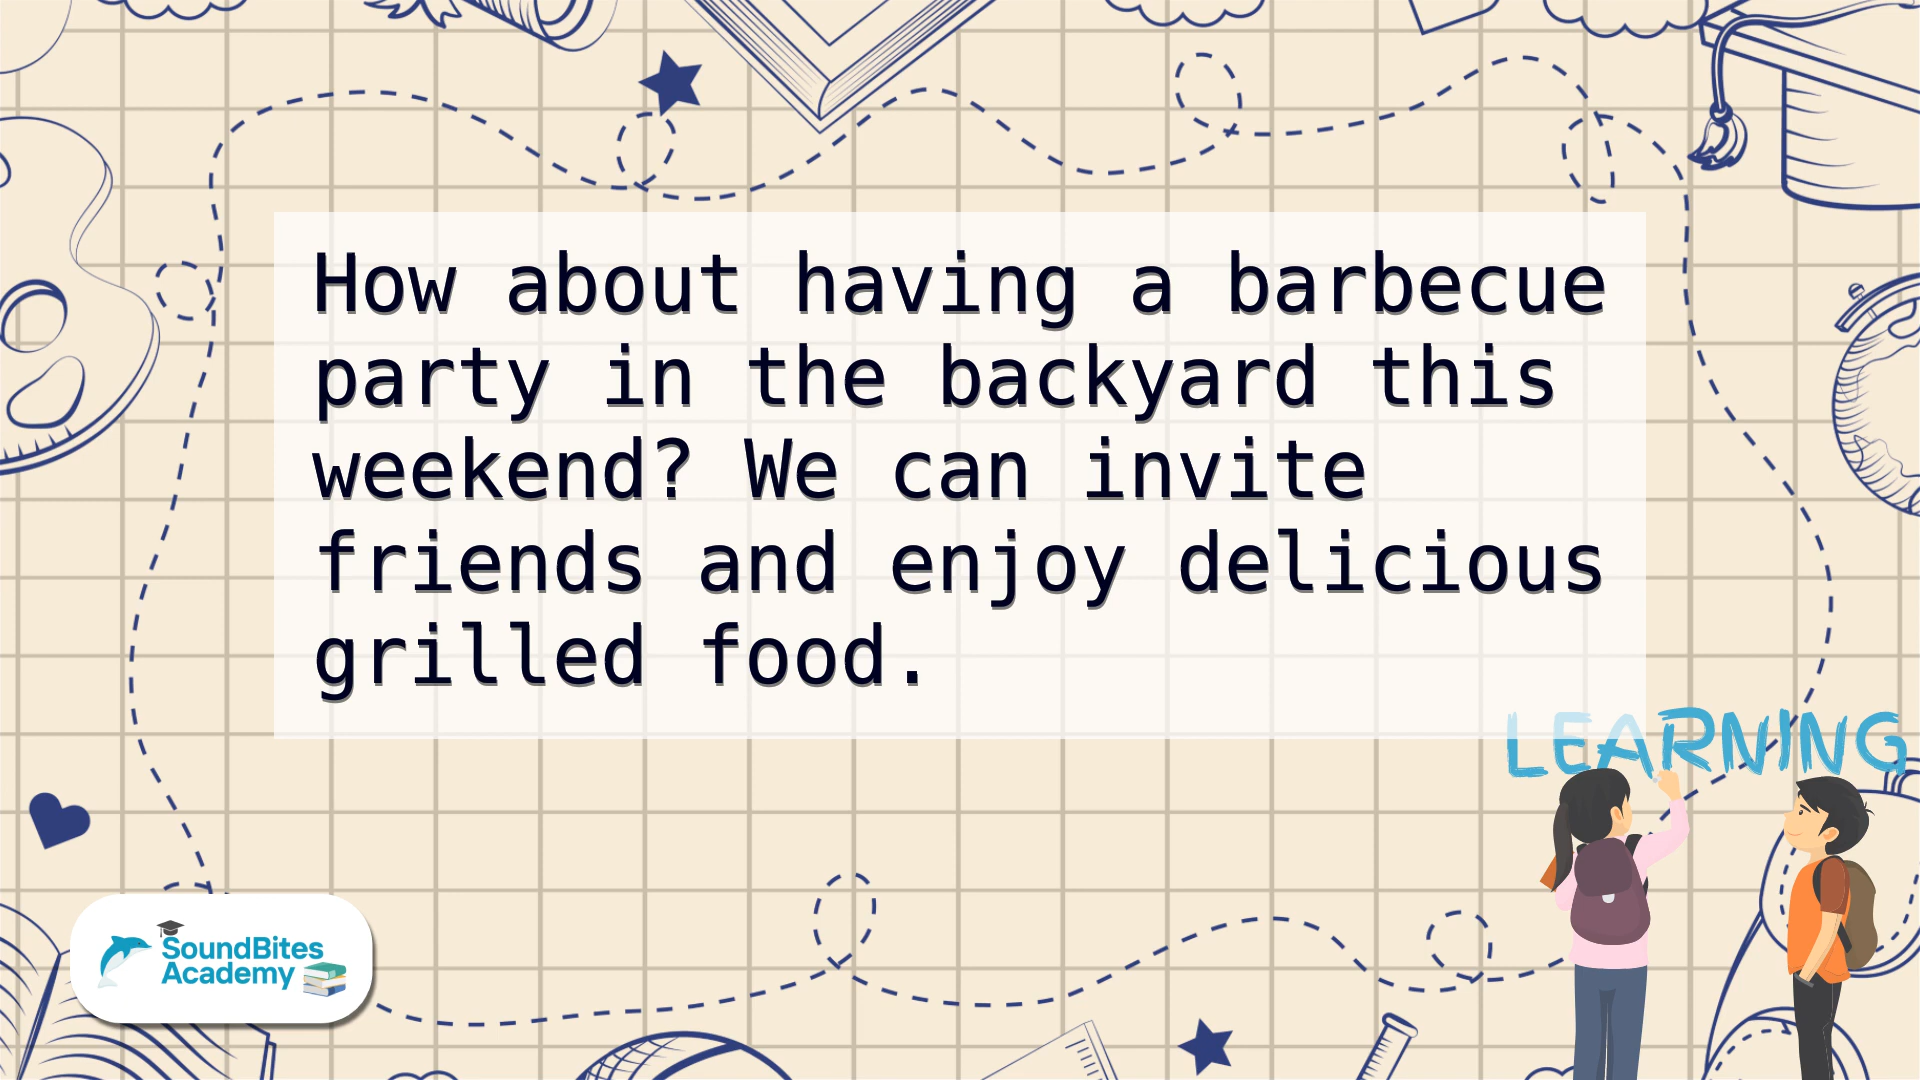 How about having a barbecue
party in the backyard this
weekend? We can invite
friends and enjoy delicious
grilled food.
LEARNING
SoundBites
Academy